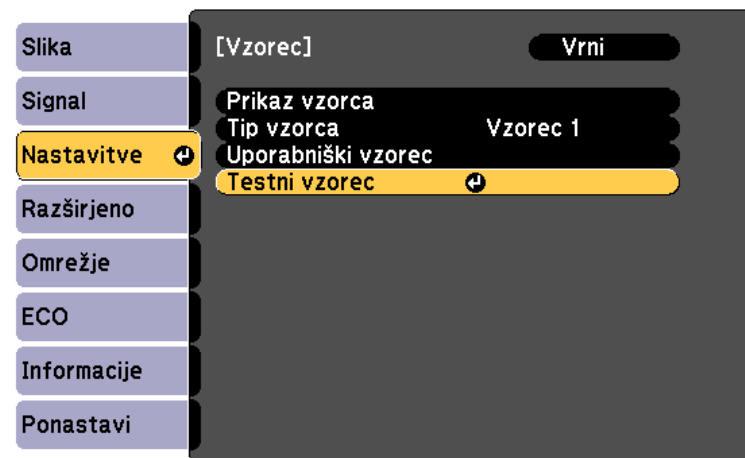 Slika
Signal
Nastavitve
Razširjeno
Omrežje
ECO
Informacije
Ponastavi
[Vzorec] Vrni
Prikaz vzorca
Tip vzorca Vzorec 1
Uporabniški vzorec
Testni vzorec